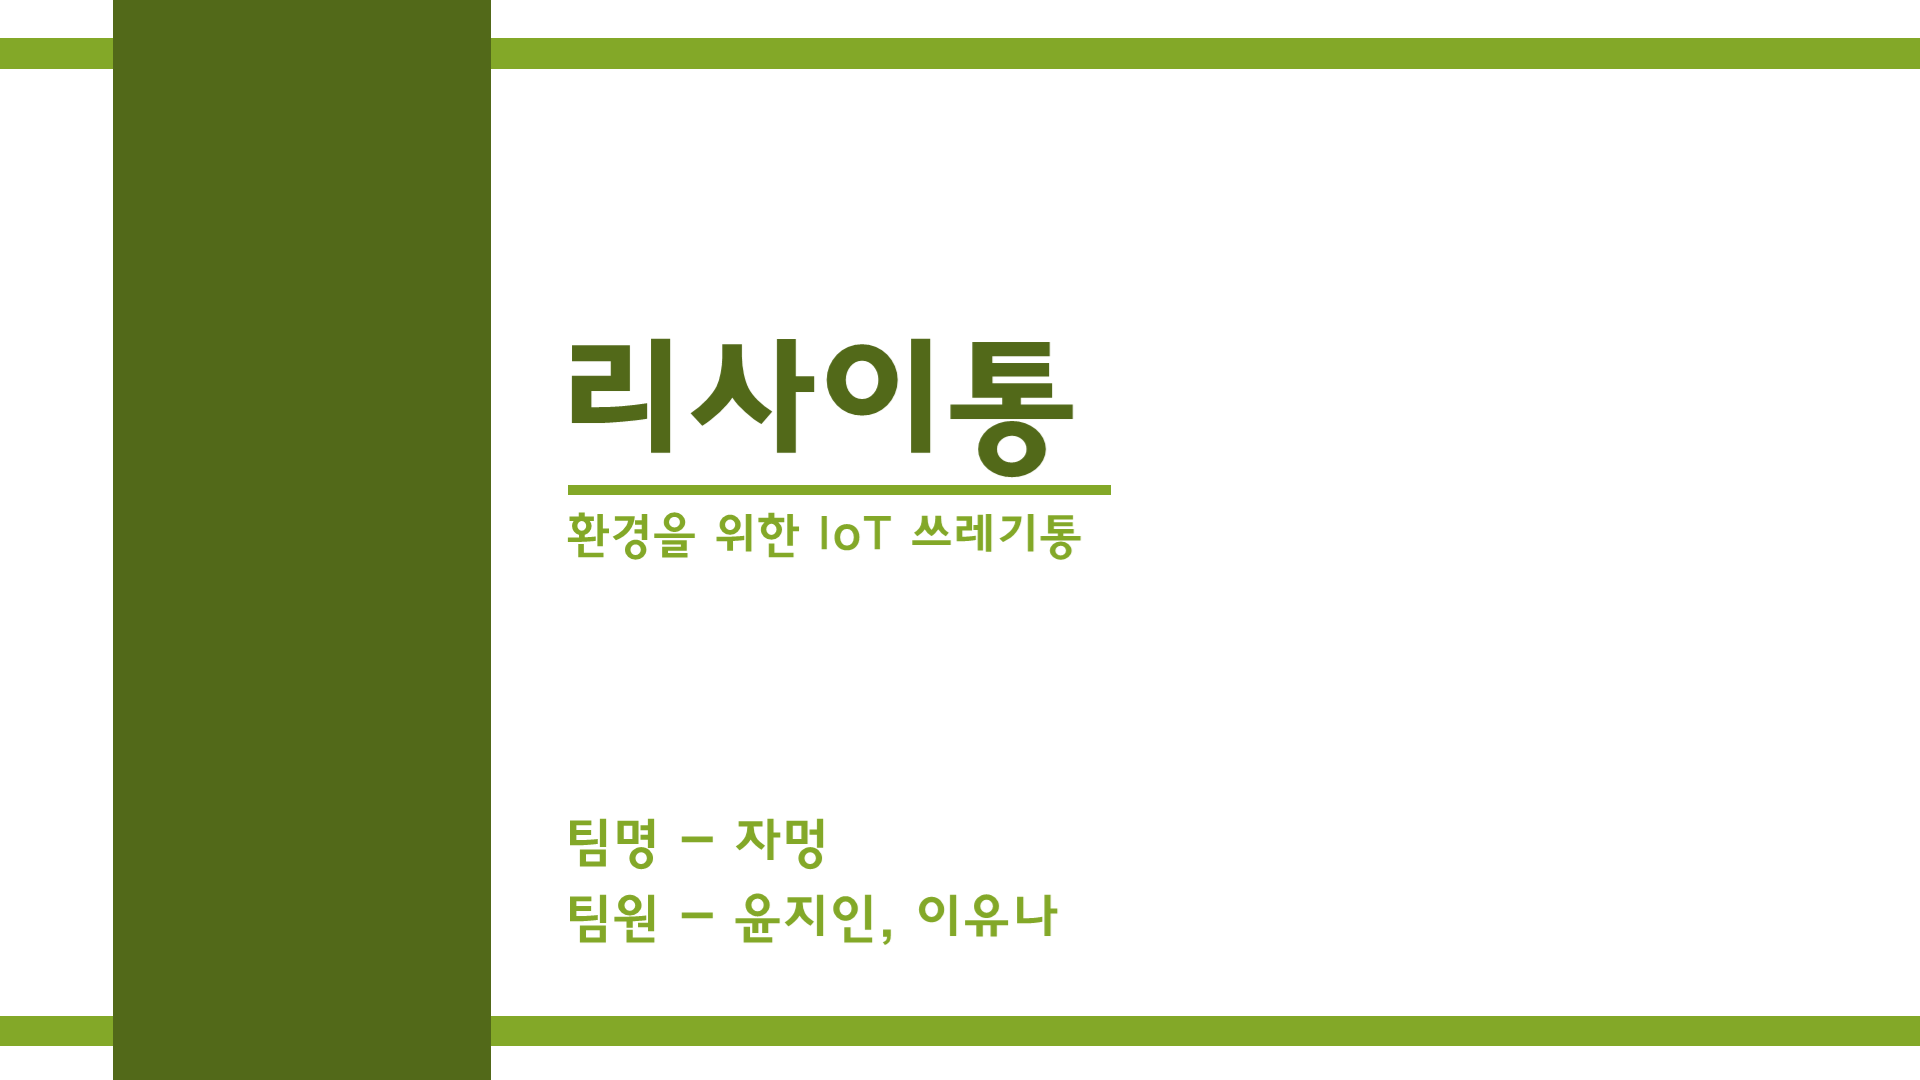 리사이통
환경을 위한 IoT 쓰레기통
팀명 – 자멍
팀원 – 윤지인, 이유나